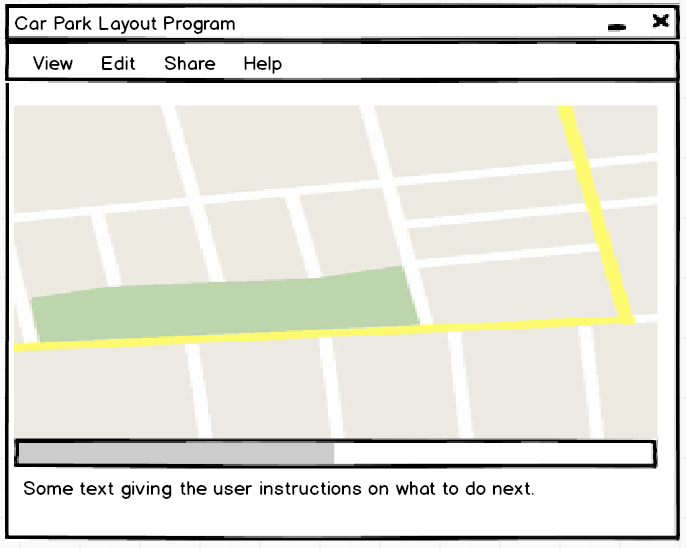 Car Park Layout Program
View Edit Share Help
Some text giving the user instructions on what to do next.